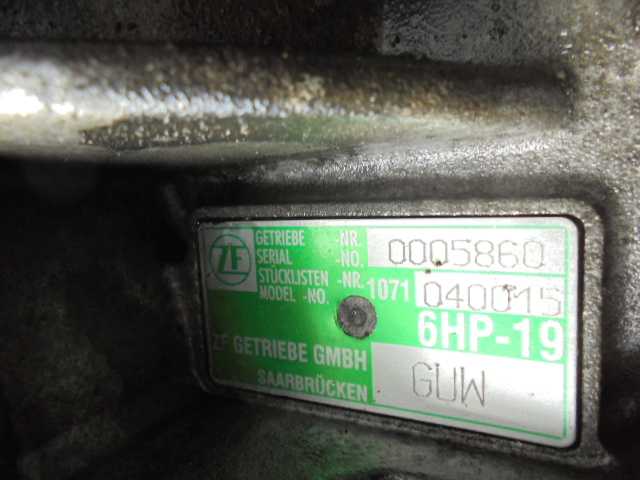 ZF
GETRIEBE -NR. 0005860
SERIAL -NO.
STÜCKLISTEN -NR. 1071 040015
MODEL -NO.
6HP-19
ZF GETRIEBE GMBH
SAARBRÜCKEN GUW